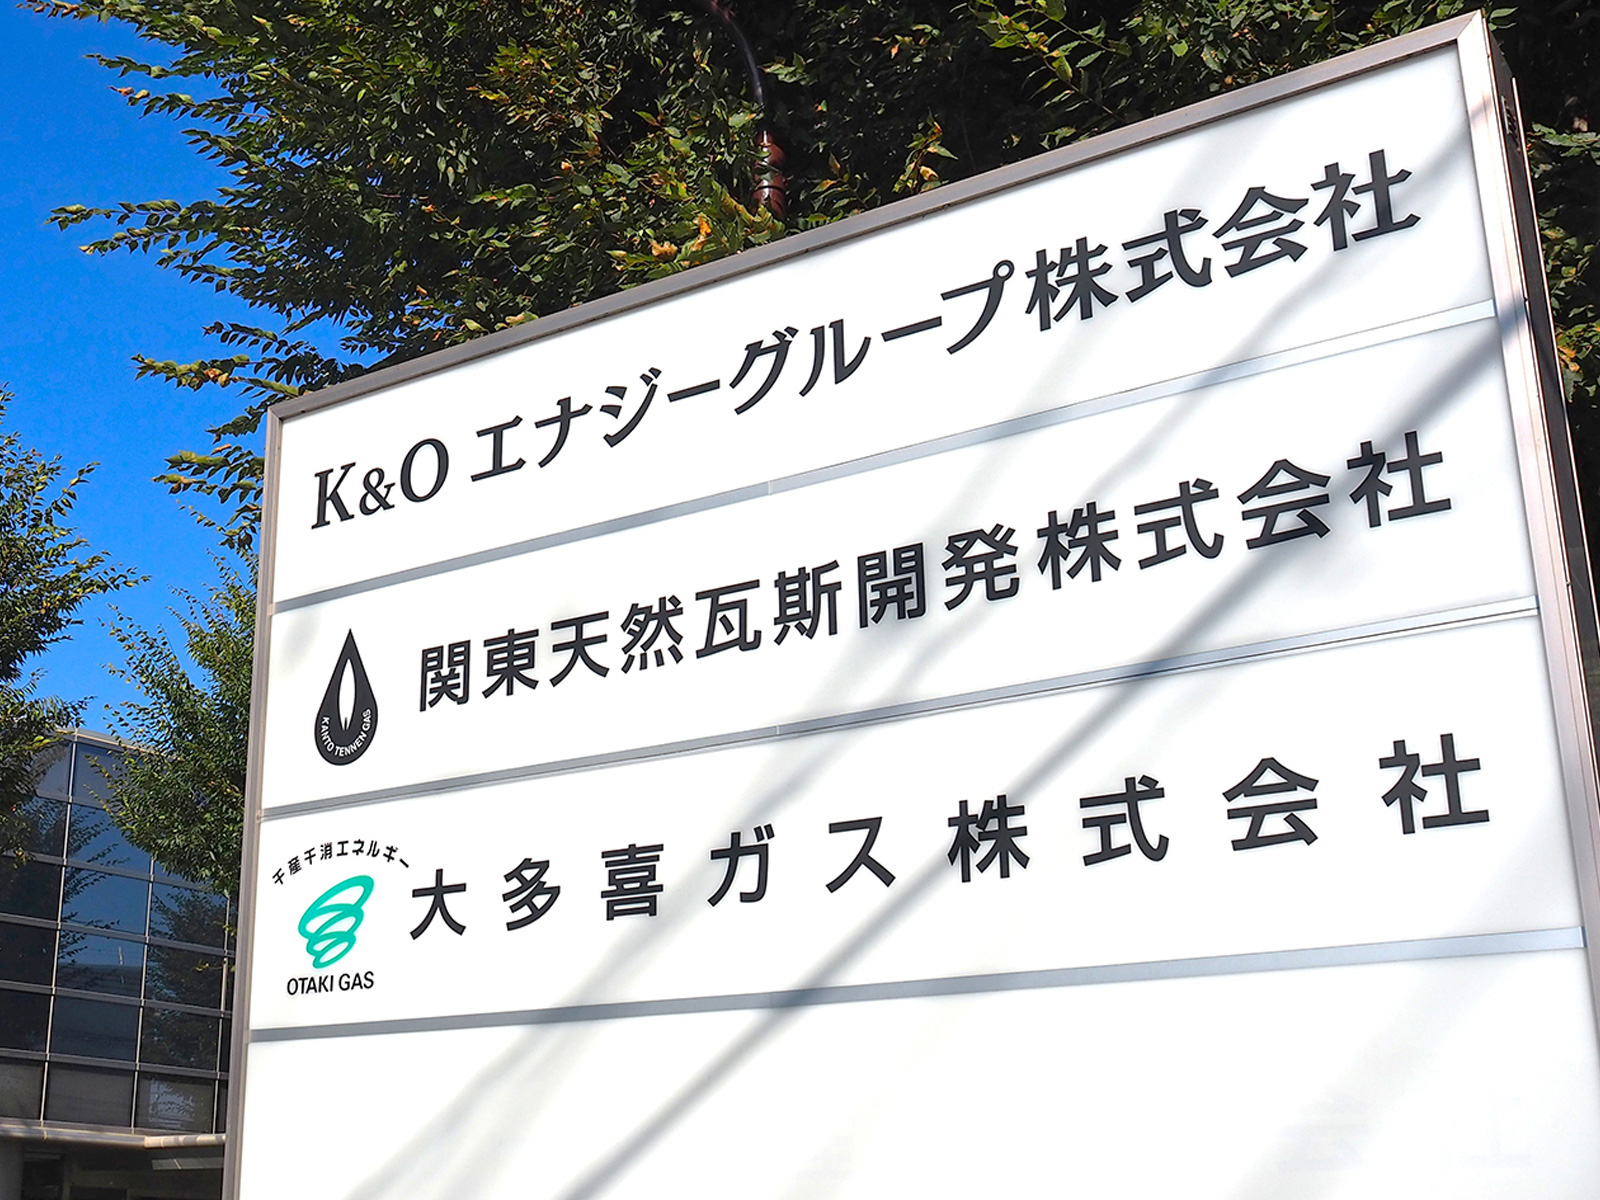 K&O エナジーグループ株式会社
関東天然瓦斯開発株式会社
KANTO TENNEN GAS
千産千消エネルギー
大多喜ガス株式会社
OTAKI GAS